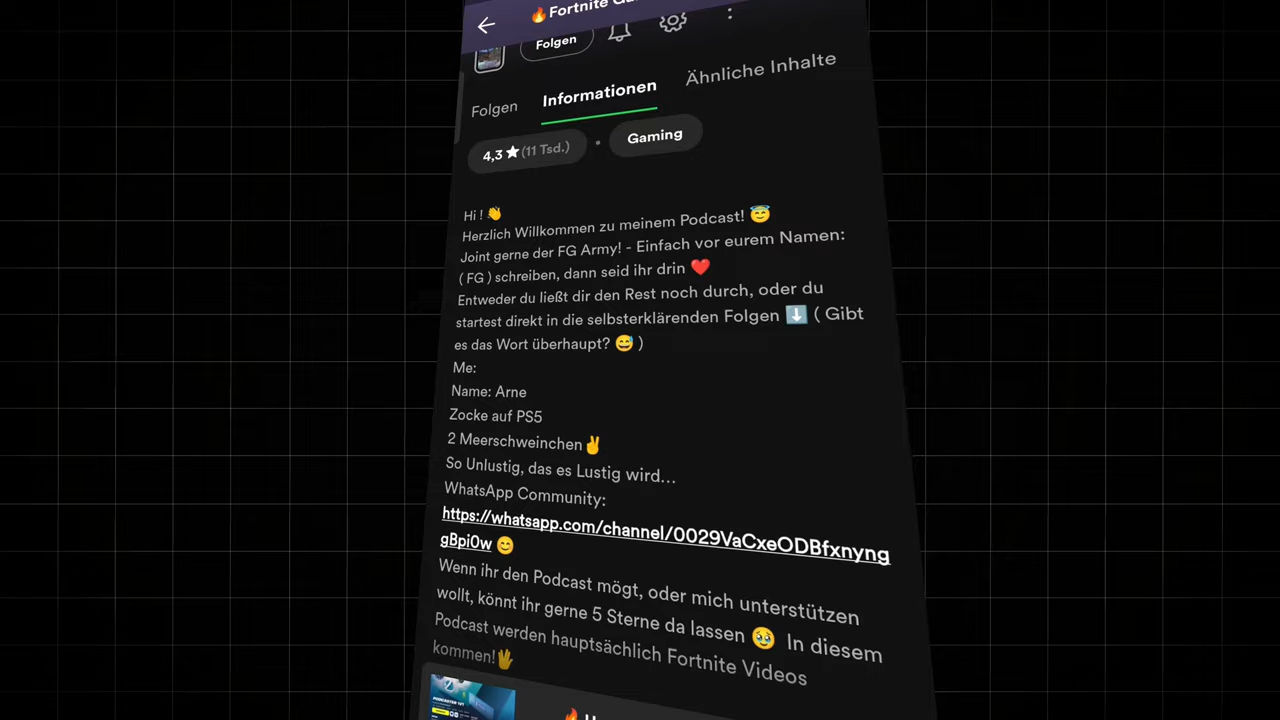 🔥Fortnite
Folgen
Folgen Informationen Ähnliche Inhalte
4,3 ★ (11 Tsd.) • Gaming
Hi ! 👋
Herzlich Willkommen zu meinem Podcast! 😇
Joint gerne der FG Army! - Einfach vor eurem Namen:
( FG ) schreiben, dann seid ihr drin ❤️
Entweder du ließt dir den Rest noch durch, oder du
startest direkt in die selbsterklärenden Folgen ⬇️ ( Gibt
es das Wort überhaupt? 😅 )
Me:
Name: Arne
Zocke auf PS5
2 Meerschweinchen✌️
So Unlustig, das es Lustig wird…
WhatsApp Community:
https://whatsapp.com/channel/0029VaCxeODBfxnyng
gBpi0w 😊
Wenn ihr den Podcast mögt, oder mich unterstützen
wollt, könnt ihr gerne 5 Sterne da lassen 🥹 In diesem
Podcast werden hauptsächlich Fortnite Videos
kommen!🖖